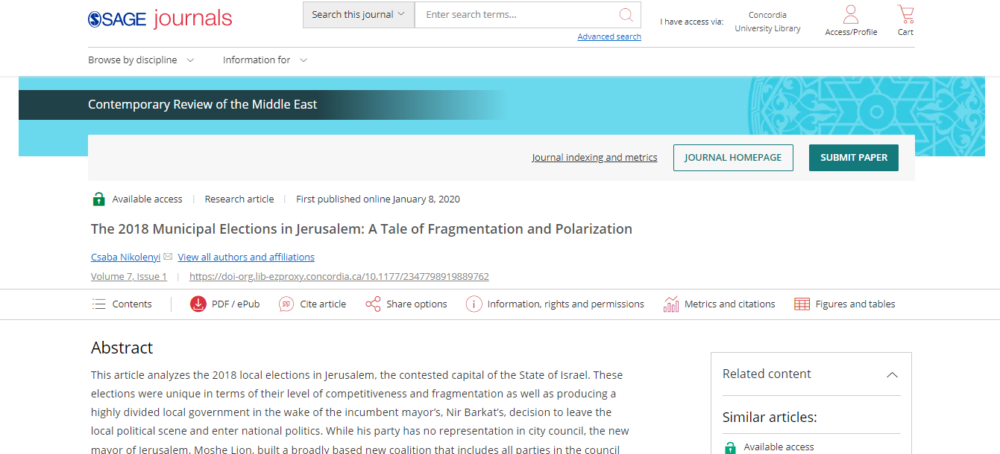 SAGE journals
Search this journal
Enter search terms...
Advanced search
I have access via:
Concordia
University Library
Access/Profile
Cart
Browse by discipline
Information for
Contemporary Review of the Middle East
Journal indexing and metrics
JOURNAL HOMEPAGE
SUBMIT PAPER
Available access
Research article
First published online January 8, 2020
The 2018 Municipal Elections in Jerusalem: A Tale of Fragmentation and Polarization
Csaba Nikolenyi
View all authors and affiliations
Volume 7, Issue 1
https://doi-org.lib-ezproxy.concordia.ca/10.1177/2347798919889762
Contents
PDF / ePub
Cite article
Share options
Information, rights and permissions
Metrics and citations
Figures and tables
Abstract
This article analyzes the 2018 local elections in Jerusalem, the contested capital of the State of Israel. These
elections were unique in terms of their level of competitiveness and fragmentation as well as producing a
highly divided local government in the wake of the incumbent mayor's, Nir Barkat's, decision to leave the
local political scene and enter national politics. While his party has no representation in city council, the new
mayor of Jerusalem, Moshe Lion, built a broadly based new coalition that includes all parties in the council
Related content
Similar articles:
Available access